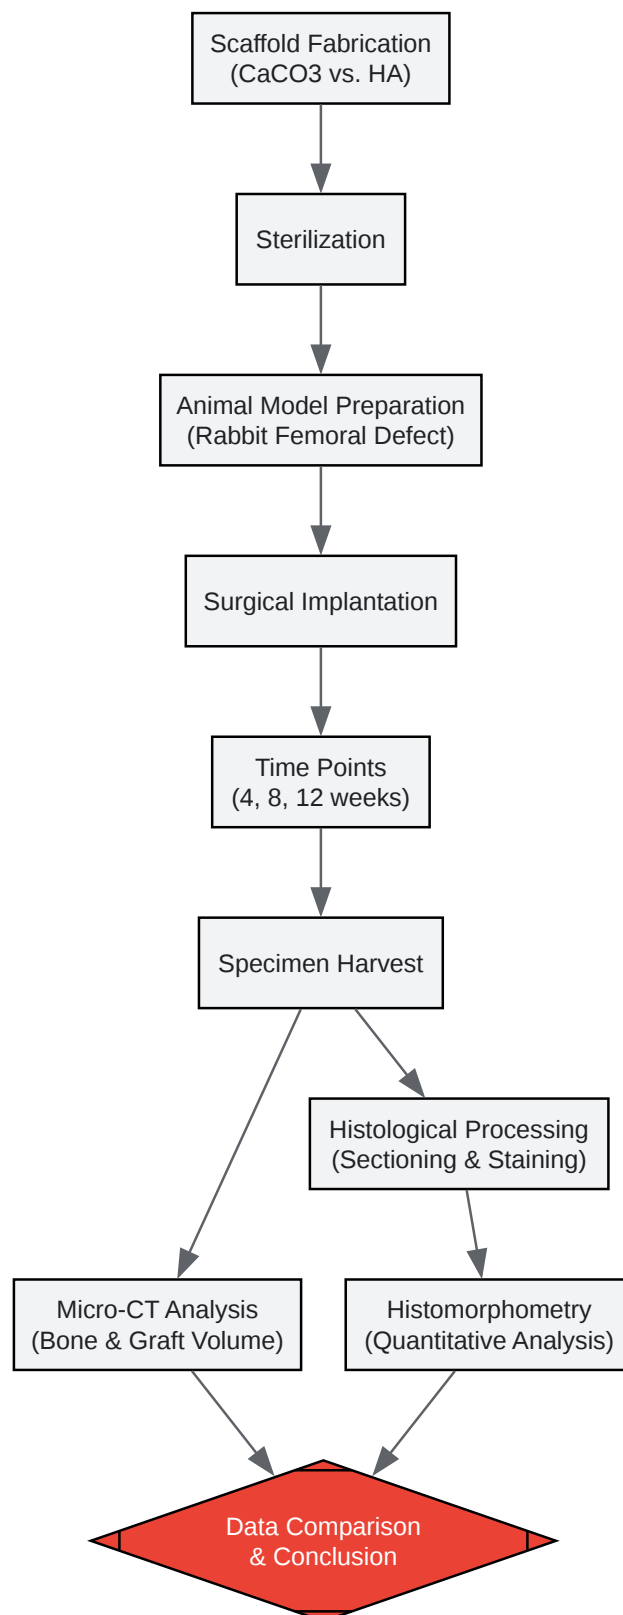 Scaffold Fabrication
(CaCO3 vs. HA)
Sterilization
Animal Model Preparation
(Rabbit Femoral Defect)
Surgical Implantation
Time Points
(4, 8, 12 weeks)
Specimen Harvest
Histological Processing
(Sectioning & Staining)
Micro-CT Analysis
(Bone & Graft Volume)
Histomorphometry
(Quantitative Analysis)
Data Comparison
& Conclusion